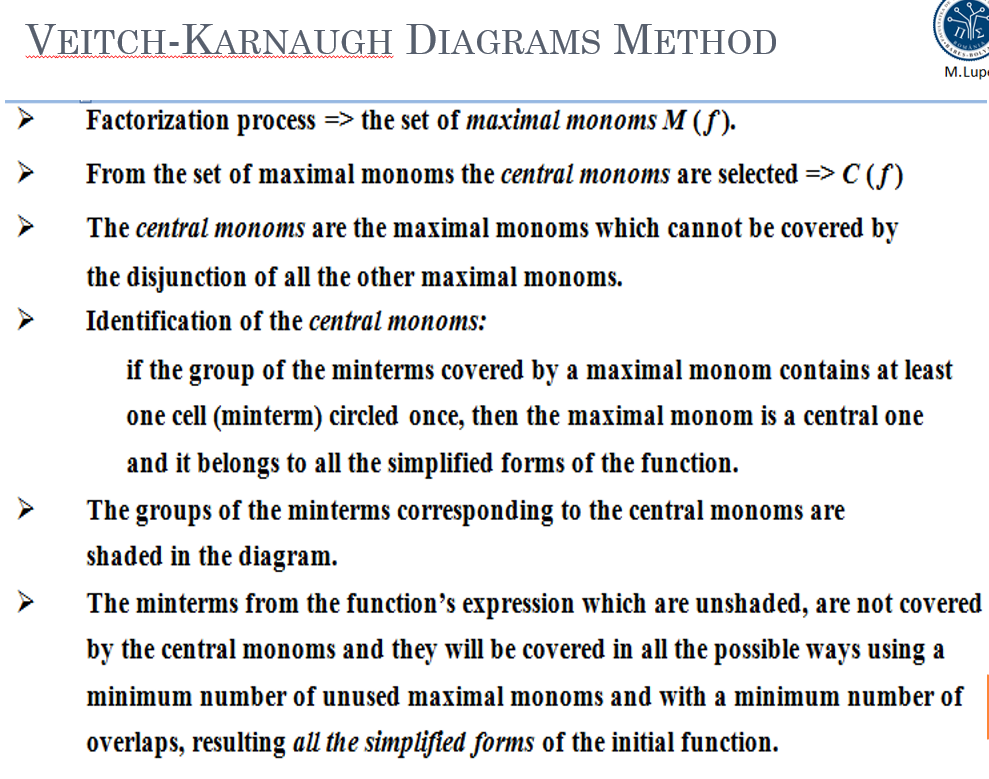 VEITCH-KARNAUGH DIAGRAMS METHOD
M.Lup
➢ Factorization process => the set of maximal monoms M (f).
➢ From the set of maximal monoms the central monoms are selected => C (f)
➢ The central monoms are the maximal monoms which cannot be covered by
the disjunction of all the other maximal monoms.
➢ Identification of the central monoms:
if the group of the minterms covered by a maximal monom contains at least
one cell (minterm) circled once, then the maximal monom is a central one
and it belongs to all the simplified forms of the function.
➢ The groups of the minterms corresponding to the central monoms are
shaded in the diagram.
➢ The minterms from the function’s expression which are unshaded, are not covered
by the central monoms and they will be covered in all the possible ways using a
minimum number of unused maximal monoms and with a minimum number of
overlaps, resulting all the simplified forms of the initial function.